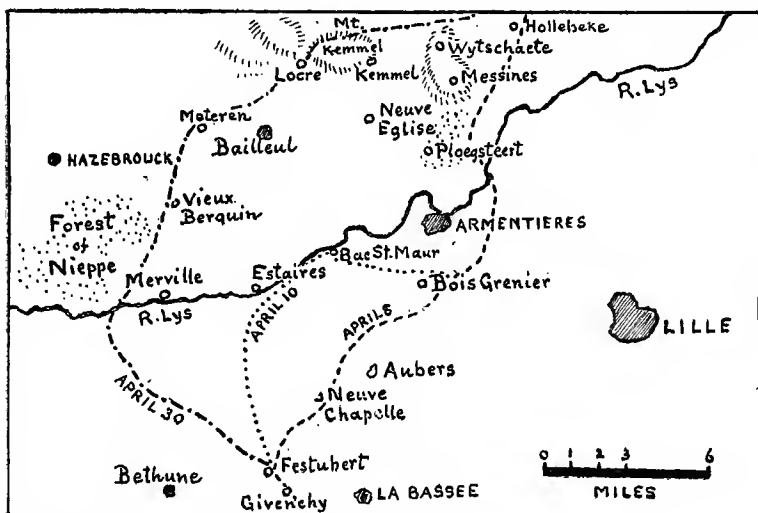 Hollebeke
Mt.
Kemmel
Wytschaete
Locre
Kemmel
Messines
R. Lys
Meteren
Neuve
Eglise
Bailleul
HAZEBROUCK
Ploegsteert
Vieux
Berquin
Forest
of
Nieppe
ARMENTIERES
Bac St. Maur
Merville
Estaires
Bois Grenier
R. Lys
APRIL 10
APRIL 8
LILLE
Aubers
APRIL 30
Neuve
Chapelle
Festubert
Bethune
Givenchy
LA BASSEE
0 1 2 3 6
MILES